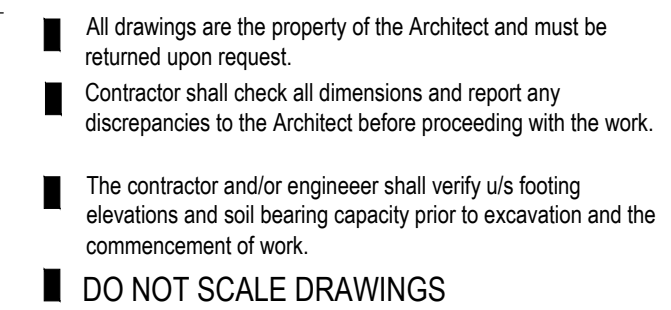 All drawings are the property of the Architect and must be
returned upon request.
Contractor shall check all dimensions and report any
discrepancies to the Architect before proceeding with the work.
The contractor and/or engineeer shall verify u/s footing
elevations and soil bearing capacity prior to excavation and the
commencement of work.
DO NOT SCALE DRAWINGS